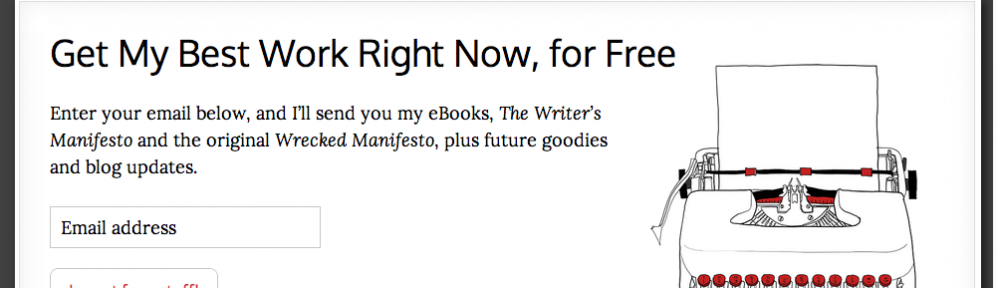 Get My Best Work Right Now, for Free
Enter your email below, and I'll send you my eBooks, The Writer's
Manifesto and the original Wrecked Manifesto, plus future goodies
and blog updates.
Email address